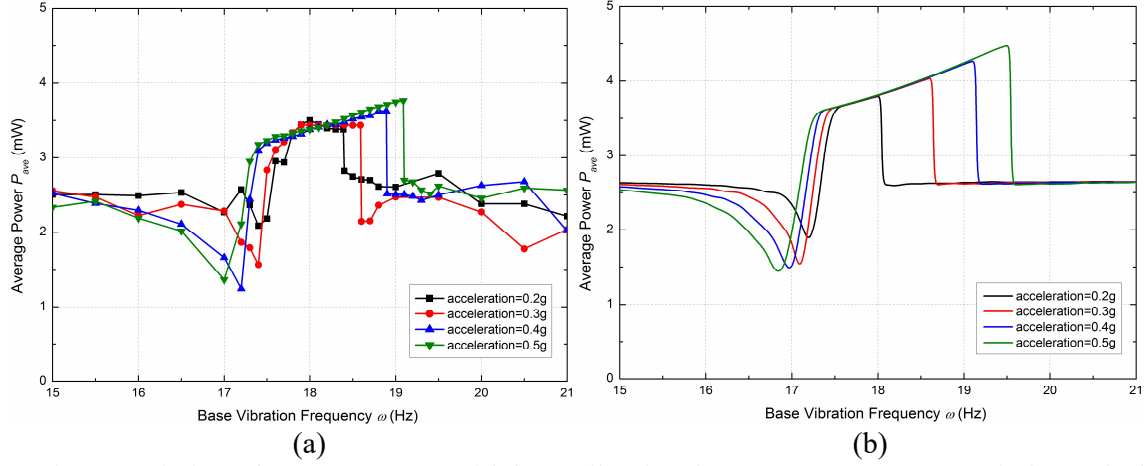 5
4
3
2
1
0
Average Power P_ave (mW)
15 16 17 18 19 20 21
Base Vibration Frequency ω (Hz)
acceleration=0.2g
acceleration=0.3g
acceleration=0.4g
acceleration=0.5g
(a)
5
4
3
2
1
0
Average Power P_ave (mW)
15 16 17 18 19 20 21
Base Vibration Frequency ω (Hz)
acceleration=0.2g
acceleration=0.3g
acceleration=0.4g
acceleration=0.5g
(b)